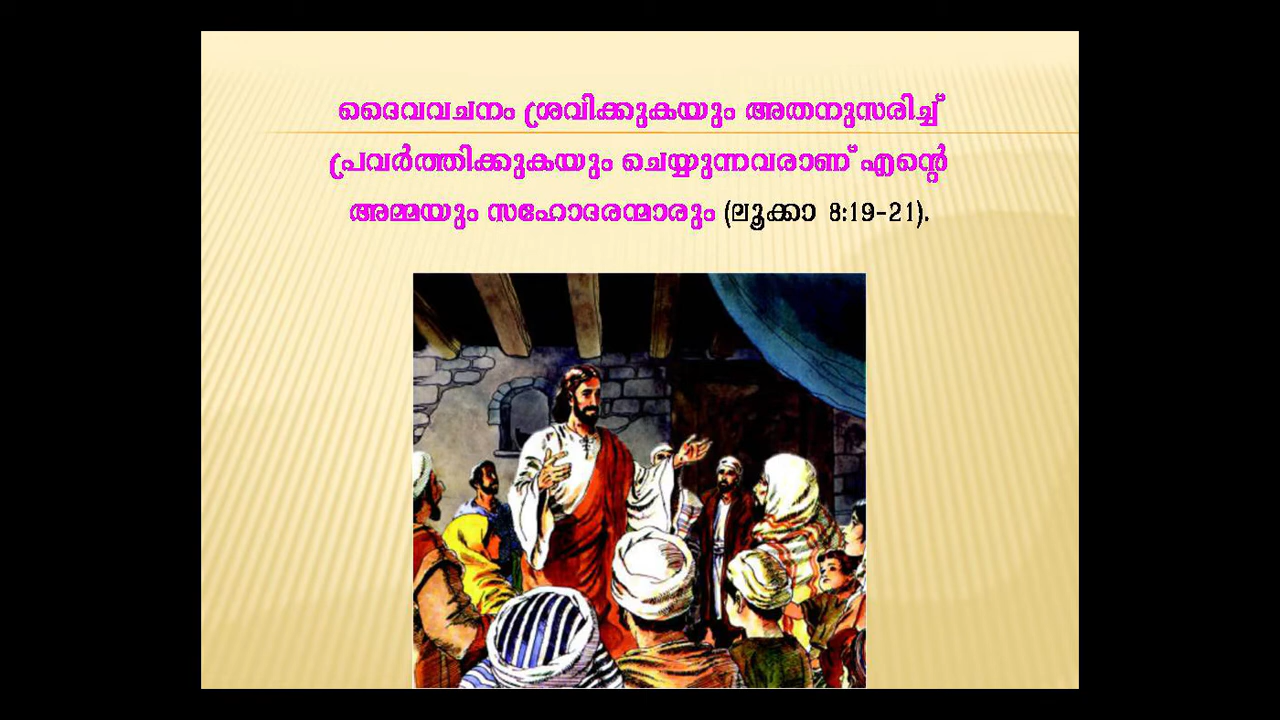 ദൈവവചനം ശ്രവിക്കുകയും അതനുസരിച്ച്
പ്രവർത്തിക്കുകയും ചെയ്യുന്നവരാണ് എന്റെ
അമ്മയും സഹോദരന്മാരും (ലൂക്കാ 8:19-21).